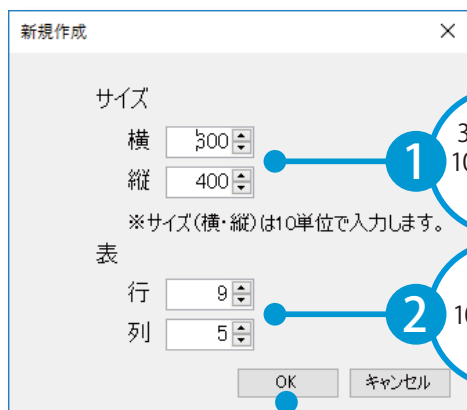 新規作成
サイズ
横 300
縦 400
※サイズ(横・縦)は10単位で入力します。
表
行 9
列 5
OK キャンセル
1
2